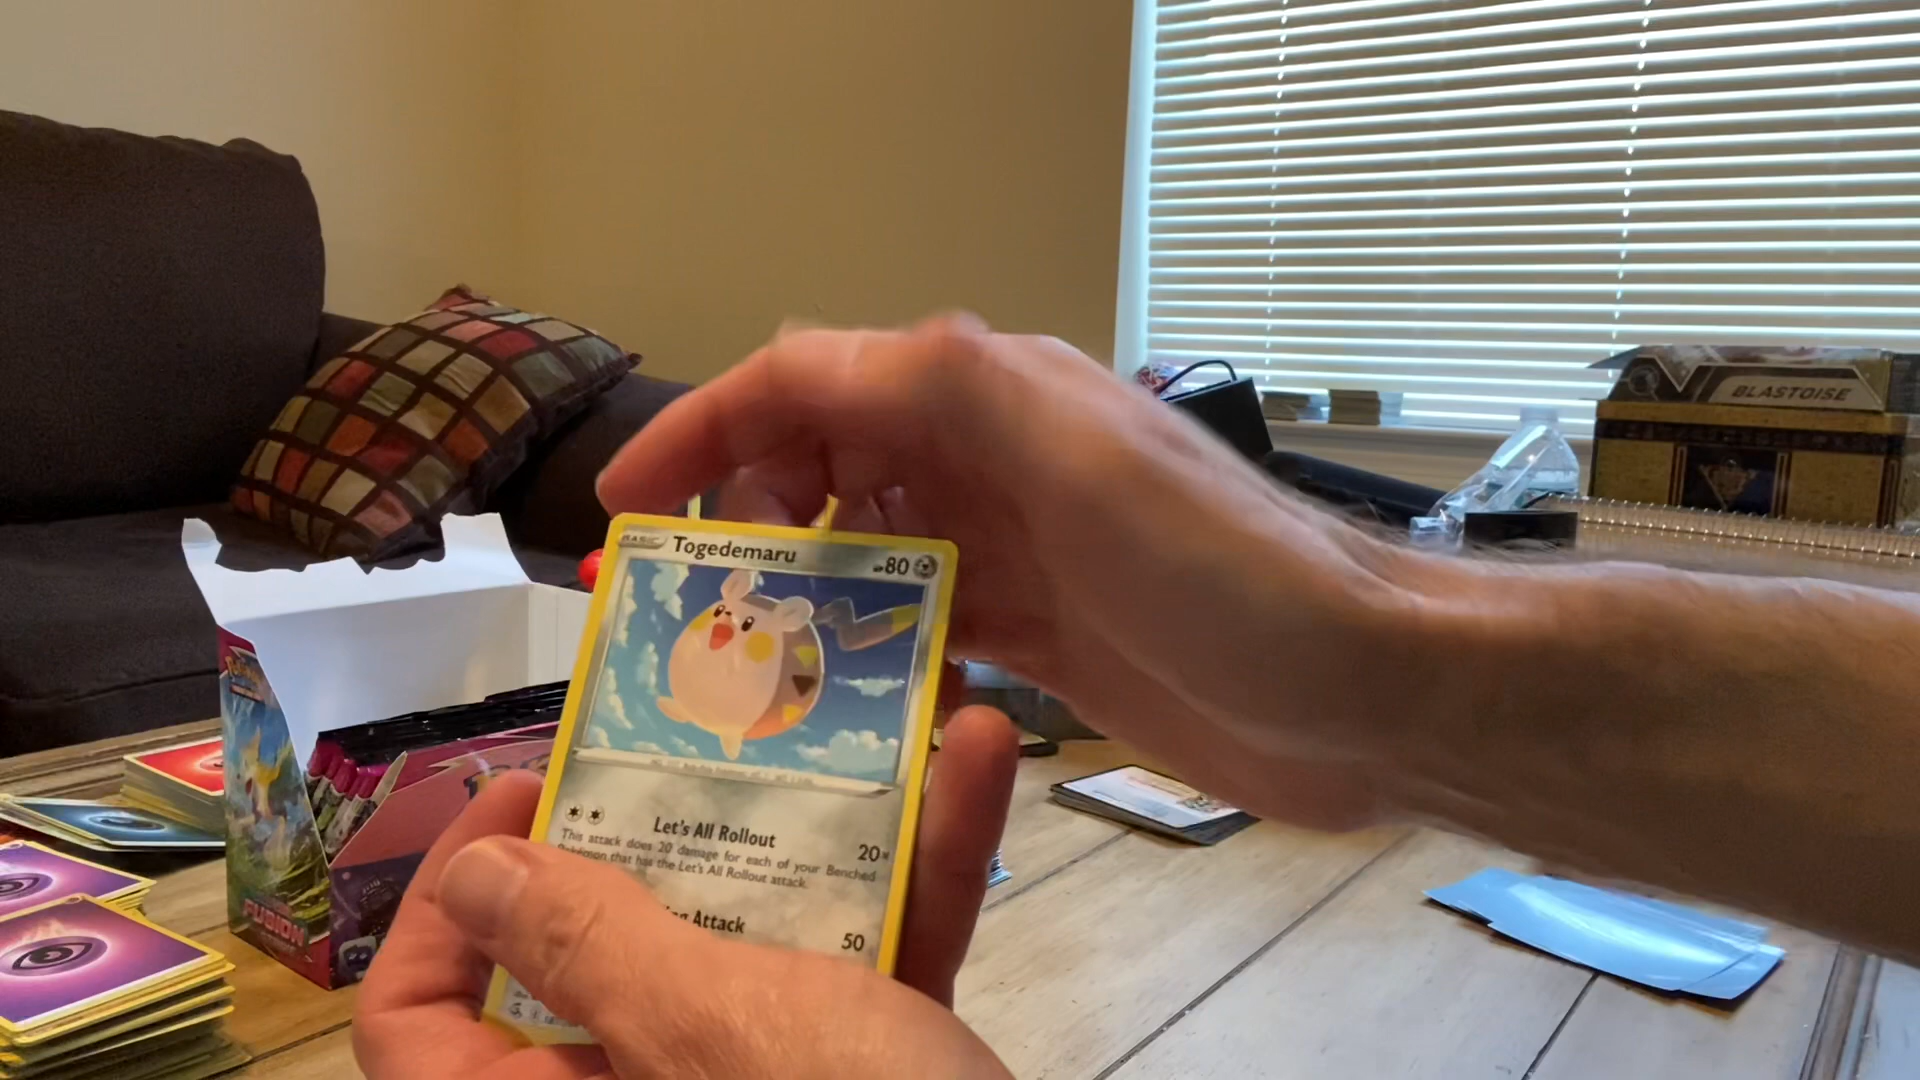 BLASTOISE
BASIC
Togedemaru
HP80
Let's All Rollout
20×
This attack does 20 damage for each of your Benched
Pokémon that has the Let's All Rollout attack.
Attack
50
FUSION